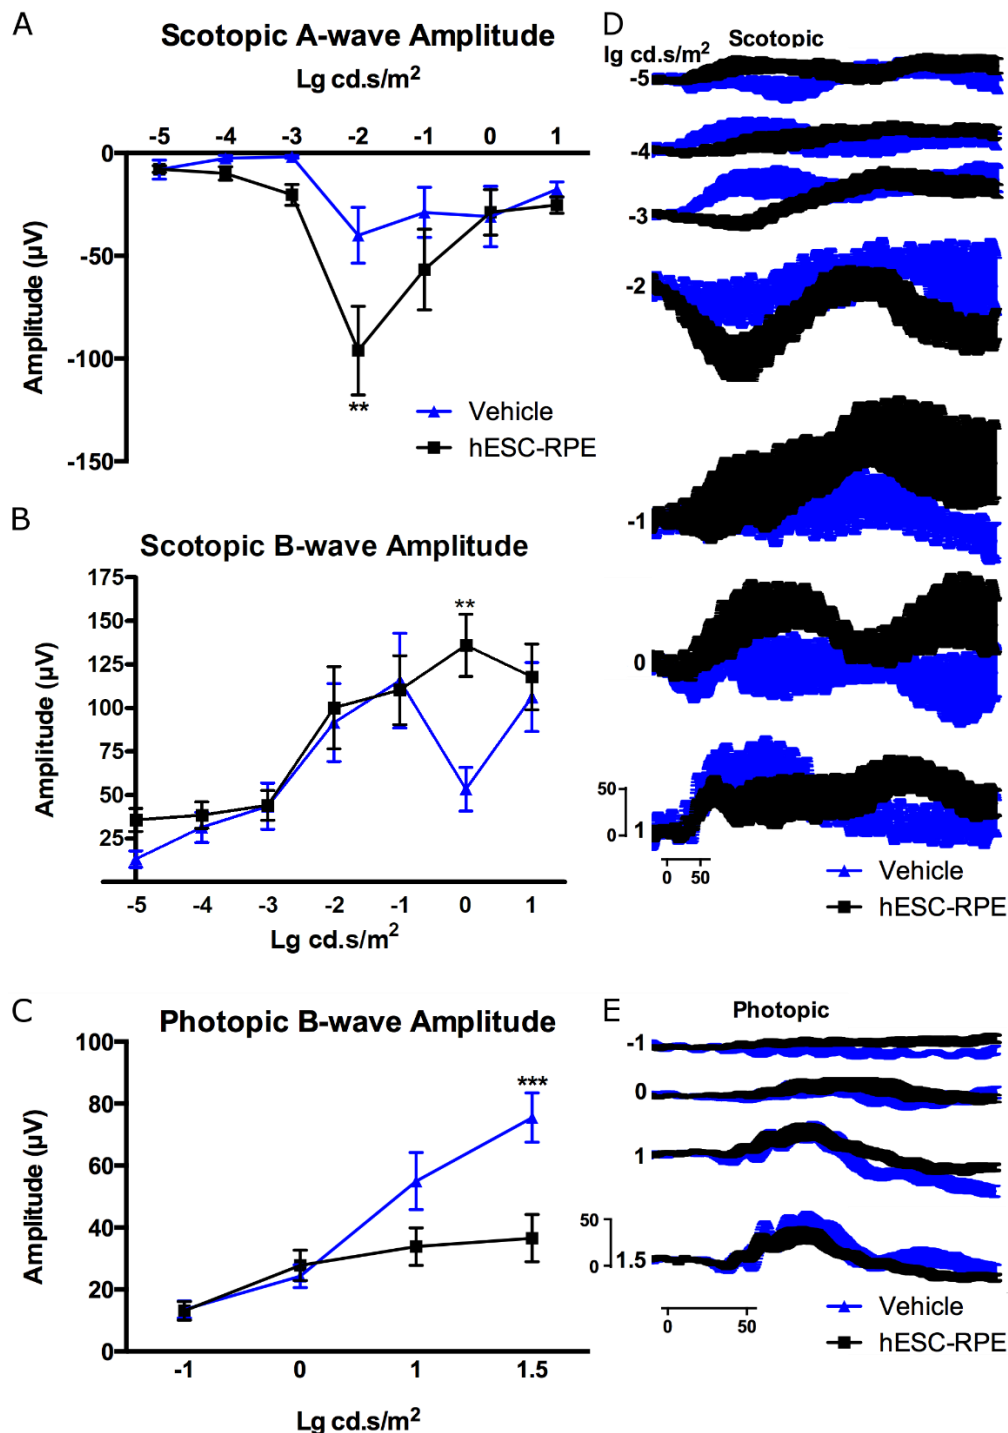 A
Scotopic A-wave Amplitude
Lg cd.s/m²
-5 -4 -3 -2 -1 0 1
0
-50
-100
-150
Amplitude (µV)
**
Vehicle
hESC-RPE
B
Scotopic B-wave Amplitude
175
150
125
100
75
50
25
Amplitude (µV)
**
-5 -4 -3 -2 -1 0 1
Lg cd.s/m²
C
Photopic B-wave Amplitude
100
80
60
40
20
0
Amplitude (µV)
***
-1 0 1 1.5
Lg cd.s/m²
D
Scotopic
lg cd.s/m²
-5
-4
-3
-2
-1
0
50
0
1
0 50
Vehicle
hESC-RPE
E
Photopic
-1
0
1
50
0
1.5
0 50
Vehicle
hESC-RPE